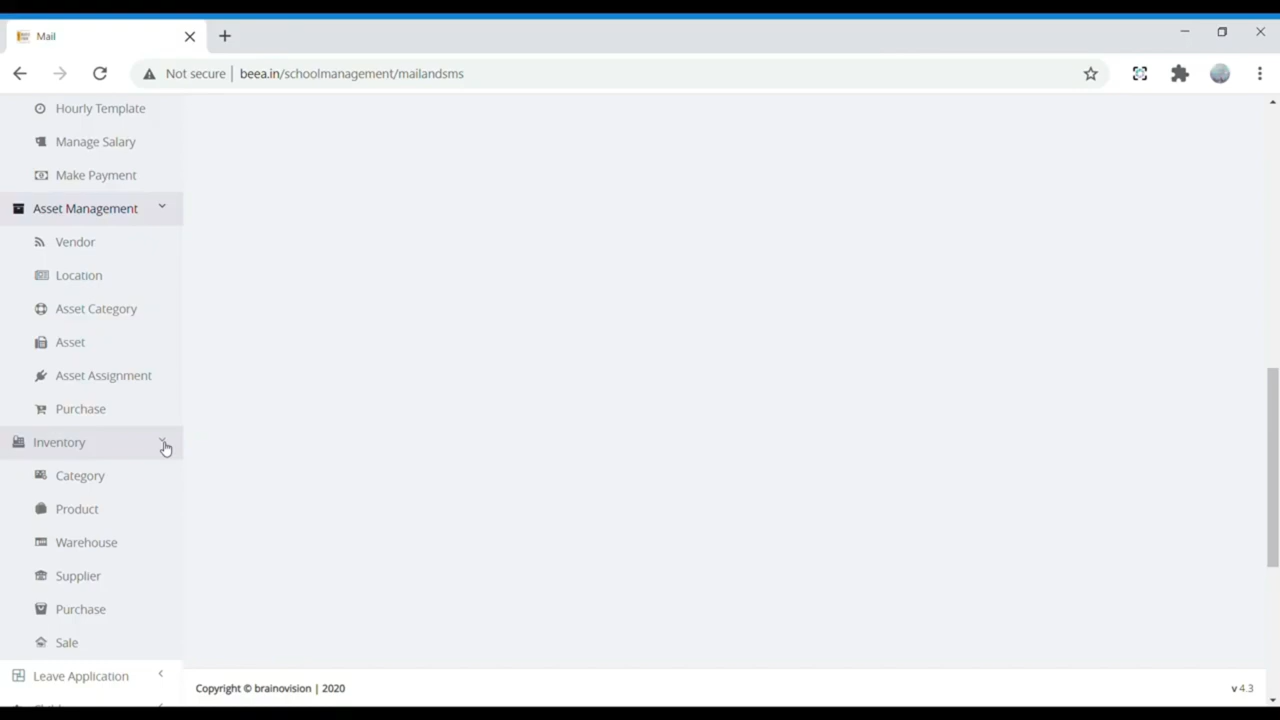 Mail
Not secure
beea.in/schoolmanagement/mailandsms
Hourly Template
Manage Salary
Make Payment
Asset Management
Vendor
Location
Asset Category
Asset
Asset Assignment
Purchase
Inventory
Category
Product
Warehouse
Supplier
Purchase
Sale
Leave Application
Copyright © brainovision | 2020
v 4.3